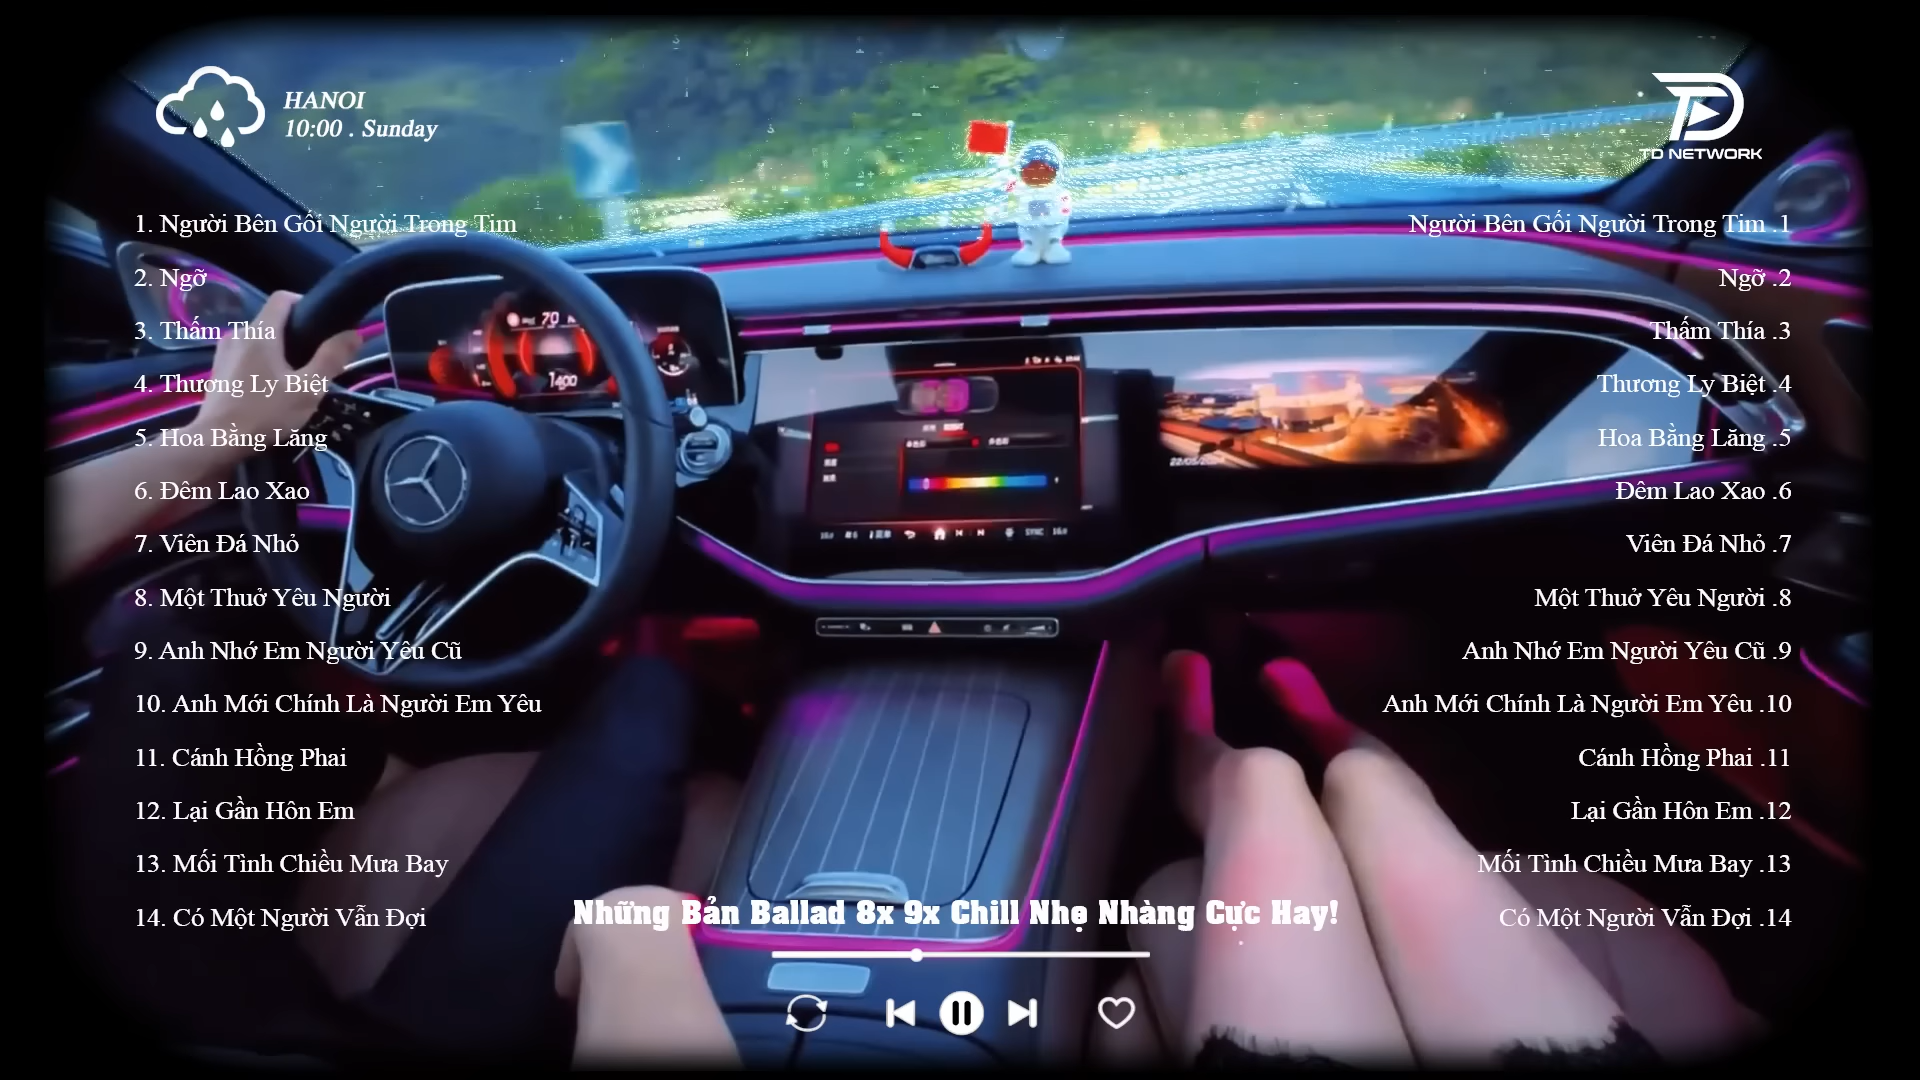 HANOI
10:00 . Sunday
TD NETWORK
1. Người Bên Gối Người Trong Tim
2. Ngỡ
3. Thấm Thía
4. Thương Ly Biệt
5. Hoa Bằng Lăng
6. Đêm Lao Xao
7. Viên Đá Nhỏ
8. Một Thuở Yêu Người
9. Anh Nhớ Em Người Yêu Cũ
10. Anh Mới Chính Là Người Em Yêu
11. Cánh Hồng Phai
12. Lại Gần Hôn Em
13. Mối Tình Chiều Mưa Bay
14. Có Một Người Vẫn Đợi
Người Bên Gối Người Trong Tim .1
Ngỡ .2
Thấm Thía .3
Thương Ly Biệt .4
Hoa Bằng Lăng .5
Đêm Lao Xao .6
Viên Đá Nhỏ .7
Một Thuở Yêu Người .8
Anh Nhớ Em Người Yêu Cũ .9
Anh Mới Chính Là Người Em Yêu .10
Cánh Hồng Phai .11
Lại Gần Hôn Em .12
Mối Tình Chiều Mưa Bay .13
Có Một Người Vẫn Đợi .14
70
1400
SYNC
Những Bản Ballad 8x 9x Chill Nhẹ Nhàng Cực Hay!